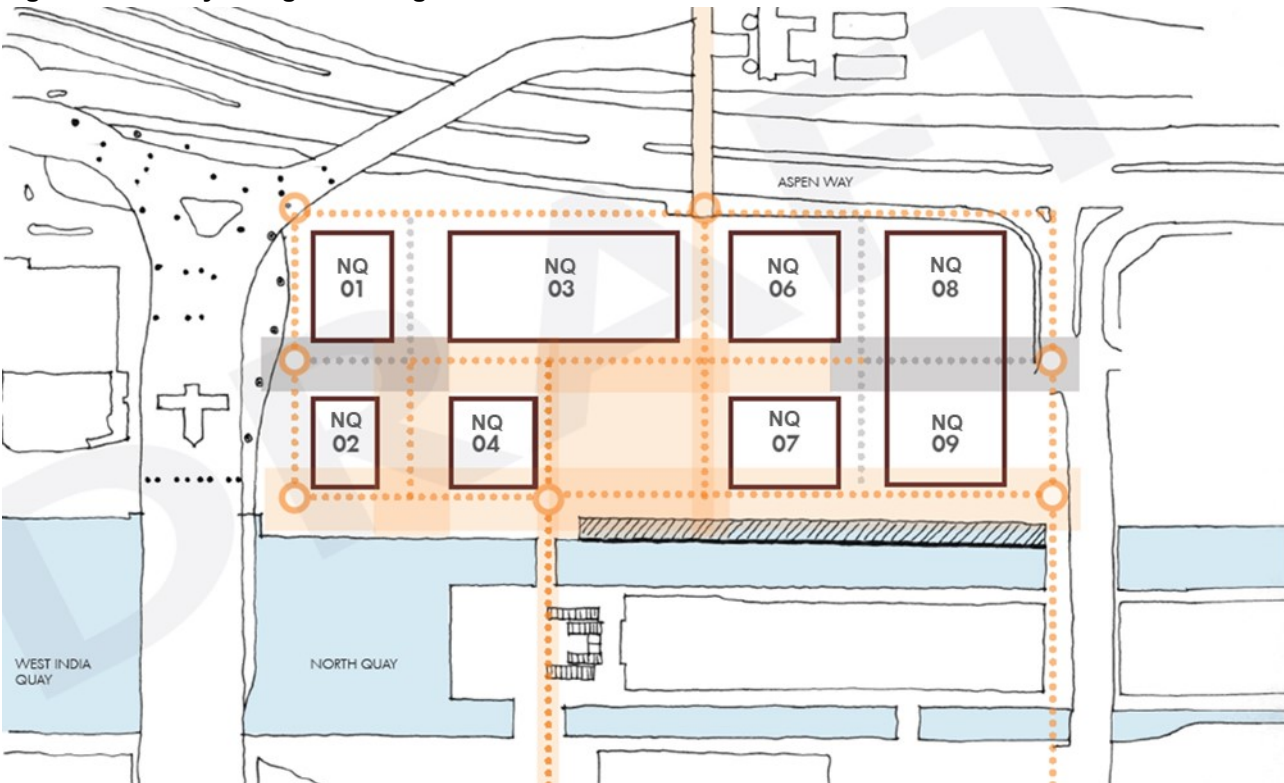 ASPEN WAY
NQ
01
NQ
03
NQ
06
NQ
08
NQ
02
NQ
04
NQ
07
NQ
09
WEST INDIA
QUAY
NORTH QUAY
DRAFT